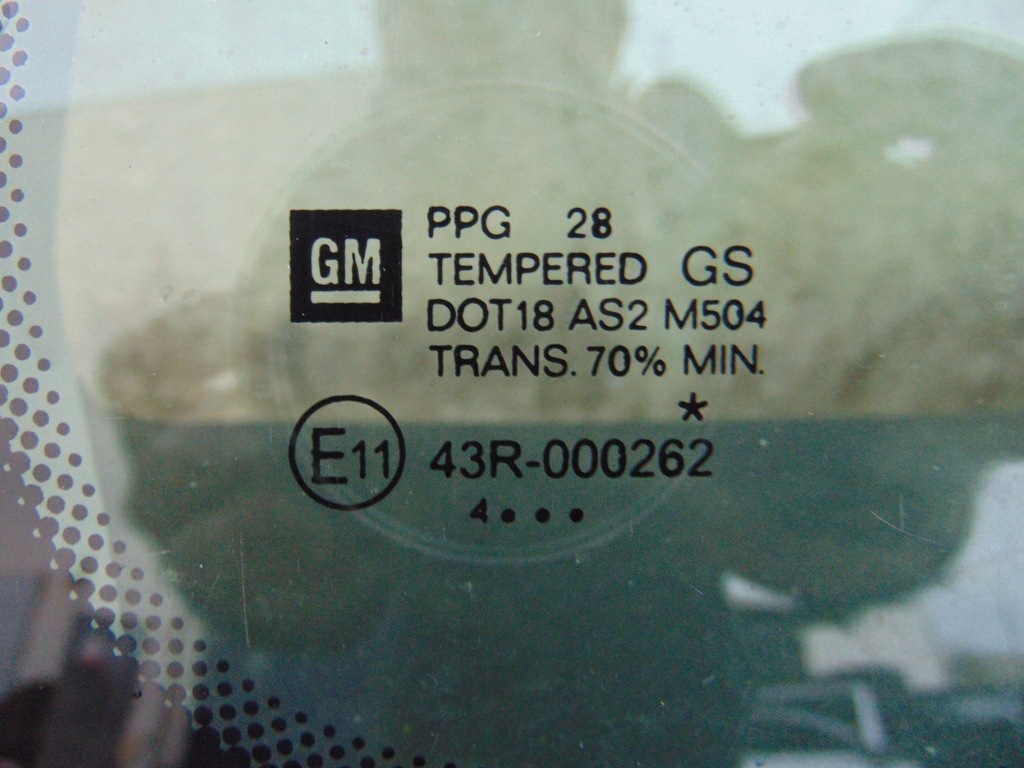 GM
PPG 28
TEMPERED GS
DOT18 AS2 M504
TRANS. 70% MIN.
*
E11 43R-000262
4•••